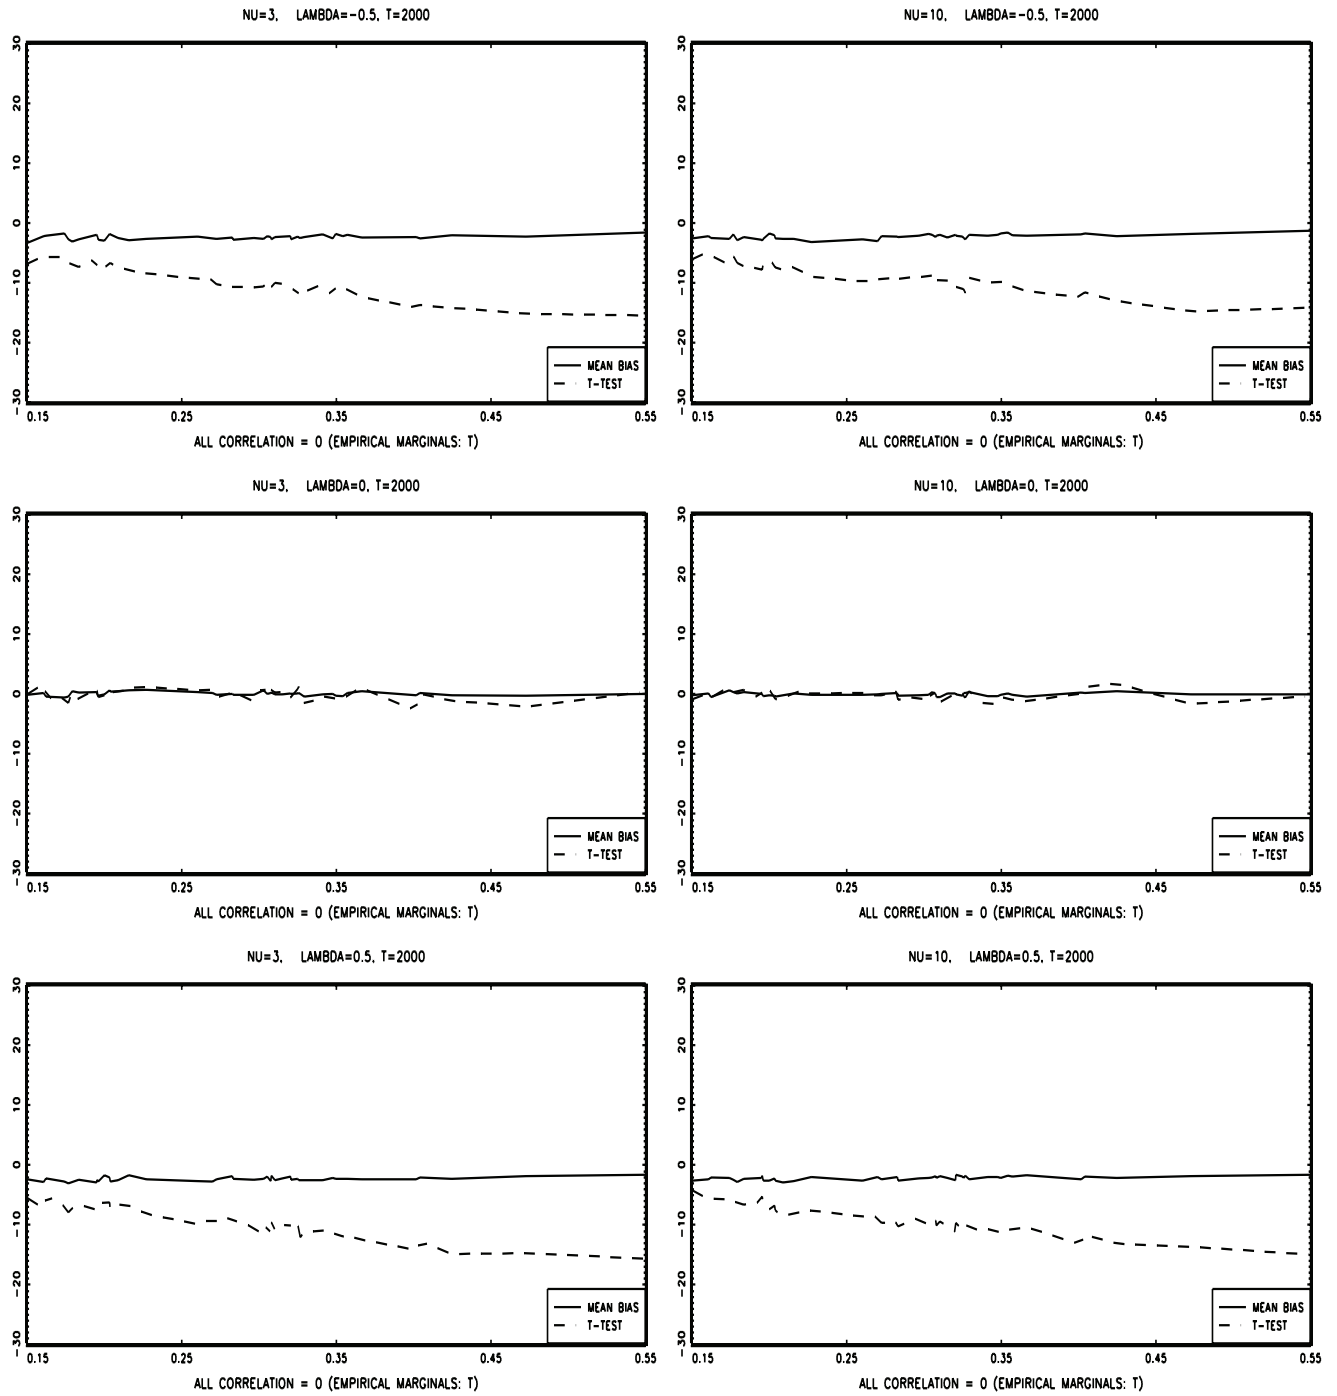 NU=3, LAMBDA=-0.5, T=2000
30
20
10
0
-10
-20
-30
MEAN BIAS
T-TEST
0.15 0.25 0.35 0.45 0.55
ALL CORRELATION = 0 (EMPIRICAL MARGINALS: T)
NU=10, LAMBDA=-0.5, T=2000
30
20
10
0
-10
-20
-30
MEAN BIAS
T-TEST
0.15 0.25 0.35 0.45 0.55
ALL CORRELATION = 0 (EMPIRICAL MARGINALS: T)
NU=3, LAMBDA=0, T=2000
30
20
10
0
-10
-20
-30
MEAN BIAS
T-TEST
0.15 0.25 0.35 0.45 0.55
ALL CORRELATION = 0 (EMPIRICAL MARGINALS: T)
NU=10, LAMBDA=0, T=2000
30
20
10
0
-10
-20
-30
MEAN BIAS
T-TEST
0.15 0.25 0.35 0.45 0.55
ALL CORRELATION = 0 (EMPIRICAL MARGINALS: T)
NU=3, LAMBDA=0.5, T=2000
30
20
10
0
-10
-20
-30
MEAN BIAS
T-TEST
0.15 0.25 0.35 0.45 0.55
ALL CORRELATION = 0 (EMPIRICAL MARGINALS: T)
NU=10, LAMBDA=0.5, T=2000
30
20
10
0
-10
-20
-30
MEAN BIAS
T-TEST
0.15 0.25 0.35 0.45 0.55
ALL CORRELATION = 0 (EMPIRICAL MARGINALS: T)